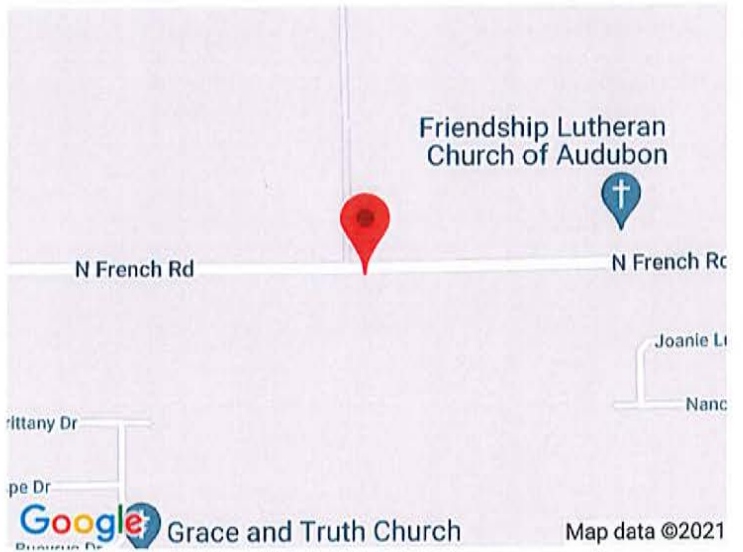 Friendship Lutheran
Church of Audubon
N French Rd
N French Rd
Joanie L
Nanc
rittany Dr
pe Dr
Google
Grace and Truth Church
Map data ©2021